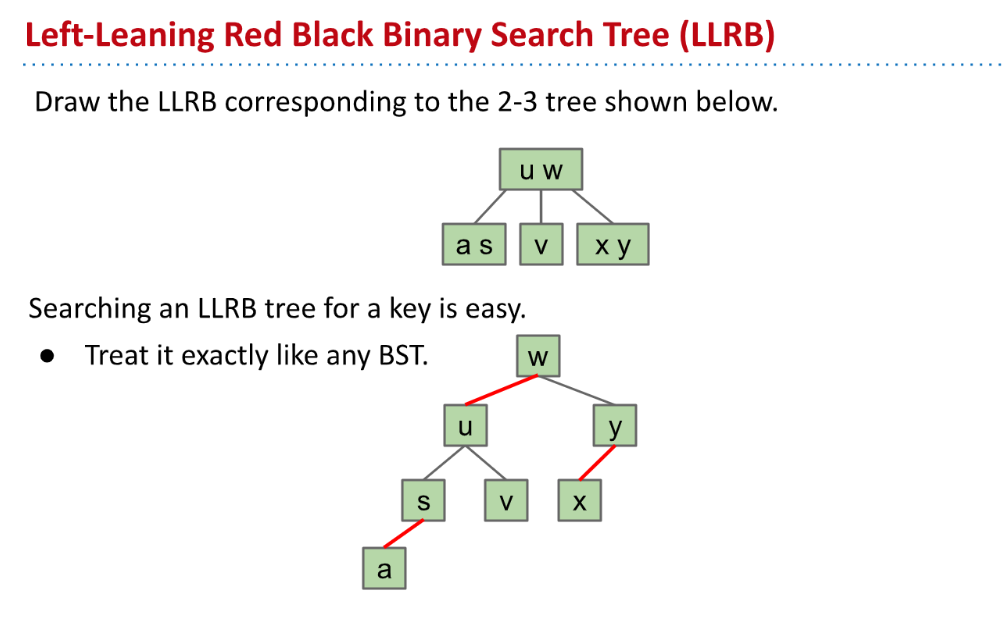 Left-Leaning Red Black Binary Search Tree (LLRB)
Draw the LLRB corresponding to the 2-3 tree shown below.
u w
a s v x y
Searching an LLRB tree for a key is easy.
● Treat it exactly like any BST.
w
u y
s v x
a